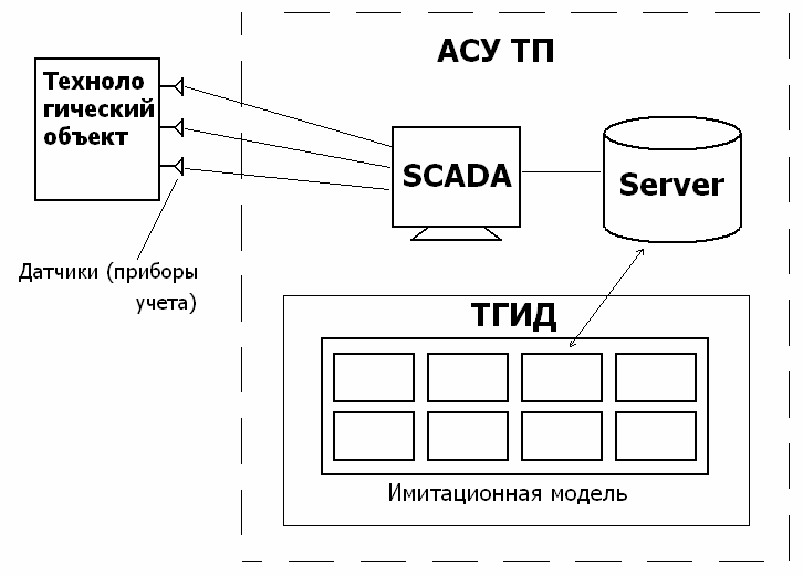 АСУ ТП
Техноло
гический
объект
SCADA
Server
Датчики (приборы
учета)
ТГИД
Имитационная модель